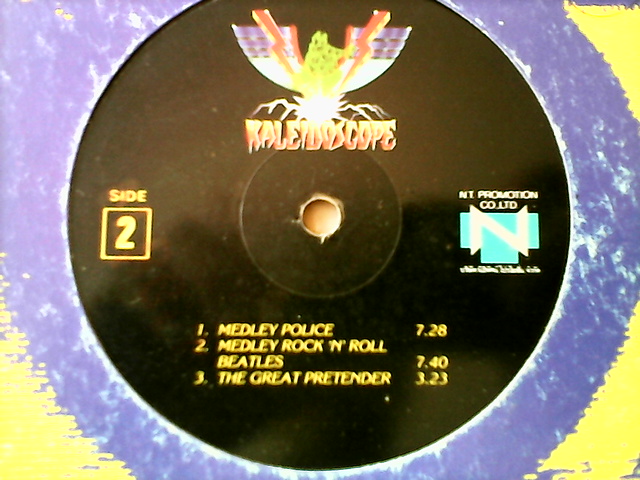 KALEIDOSCOPE
SIDE
2
N.T. PROMOTION
CO.,LTD
N
1. MEDLEY POLICE 7.28
2. MEDLEY ROCK 'N' ROLL
BEATLES 7.40
3. THE GREAT PRETENDER 3.23